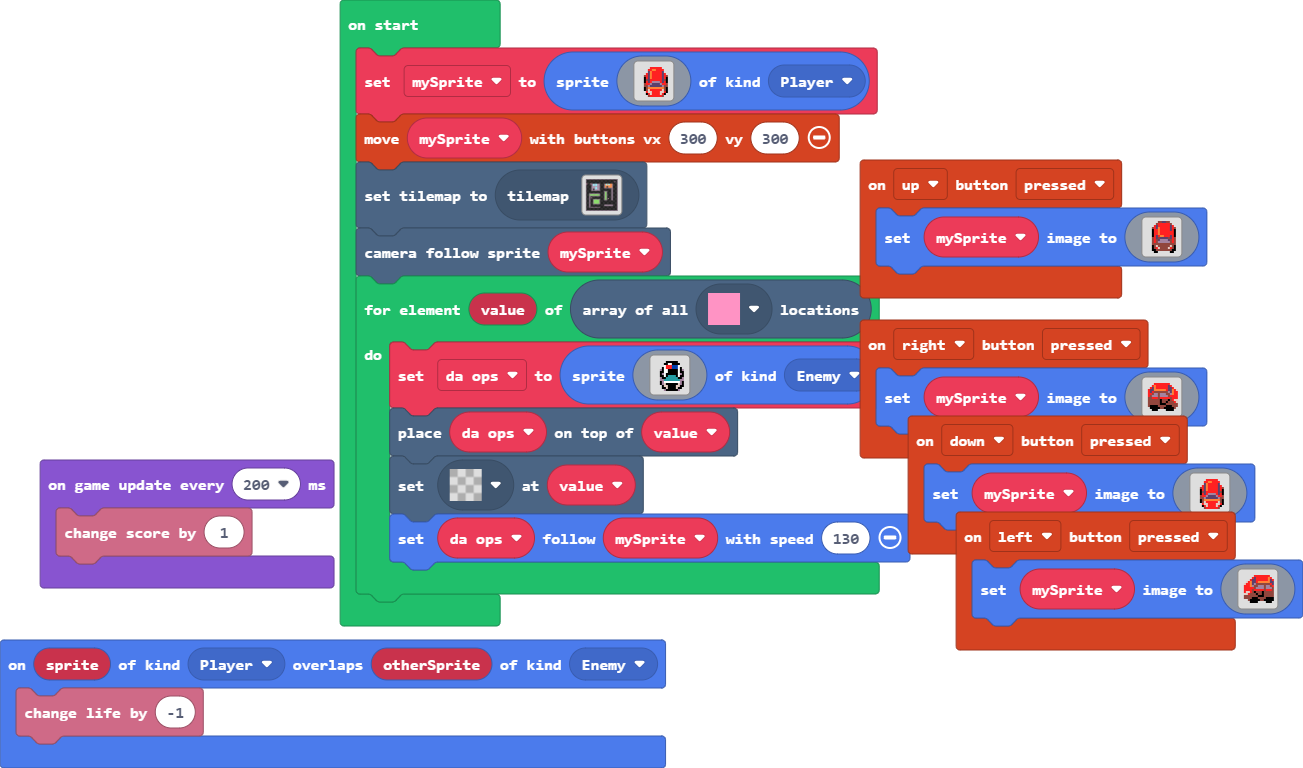 on start
set mySprite to sprite of kind Player
move mySprite with buttons vx 300 vy 300
set tilemap to tilemap
camera follow sprite mySprite
for element value of array of all locations
do
set da ops to sprite of kind Enemy
place da ops on top of value
set at value
set da ops follow mySprite with speed 130
on game update every 200 ms
change score by 1
on sprite of kind Player overlaps otherSprite of kind Enemy
change life by -1
on up button pressed
set mySprite image to
on right button pressed
set mySprite image to
on down button pressed
set mySprite image to
on left button pressed
set mySprite image to